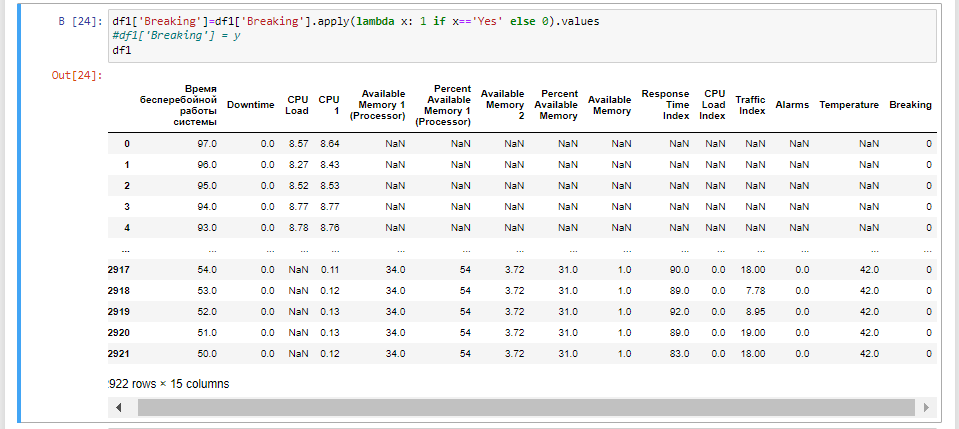 В [24]: df1['Breaking']=df1['Breaking'].apply(lambda x: 1 if x=='Yes' else 0).values
#df1['Breaking'] = y
df1
Out[24]:
Время бесперебойной работы системы Downtime CPU Load CPU 1 Available Memory 1 (Processor) Percent Available Memory 1 (Processor) Available Memory 2 Percent Available Memory Available Memory Response Time Index CPU Load Index Traffic Index Alarms Temperature Breaking
0 97.0 0.0 8.57 8.64 NaN NaN NaN NaN NaN NaN NaN NaN NaN NaN 0
1 96.0 0.0 8.27 8.43 NaN NaN NaN NaN NaN NaN NaN NaN NaN NaN 0
2 95.0 0.0 8.52 8.53 NaN NaN NaN NaN NaN NaN NaN NaN NaN NaN 0
3 94.0 0.0 8.77 8.77 NaN NaN NaN NaN NaN NaN NaN NaN NaN NaN 0
4 93.0 0.0 8.78 8.76 NaN NaN NaN NaN NaN NaN NaN NaN NaN NaN 0
... ... ... ... ... ... ... ... ... ... ... ... ... ... ... ...
2917 54.0 0.0 NaN 0.11 34.0 54 3.72 31.0 1.0 90.0 0.0 18.00 0.0 42.0 0
2918 53.0 0.0 NaN 0.12 34.0 54 3.72 31.0 1.0 89.0 0.0 7.78 0.0 42.0 0
2919 52.0 0.0 NaN 0.13 34.0 54 3.72 31.0 1.0 92.0 0.0 8.95 0.0 42.0 0
2920 51.0 0.0 NaN 0.13 34.0 54 3.72 31.0 1.0 89.0 0.0 19.00 0.0 42.0 0
2921 50.0 0.0 NaN 0.12 34.0 54 3.72 31.0 1.0 83.0 0.0 18.00 0.0 42.0 0
922 rows × 15 columns